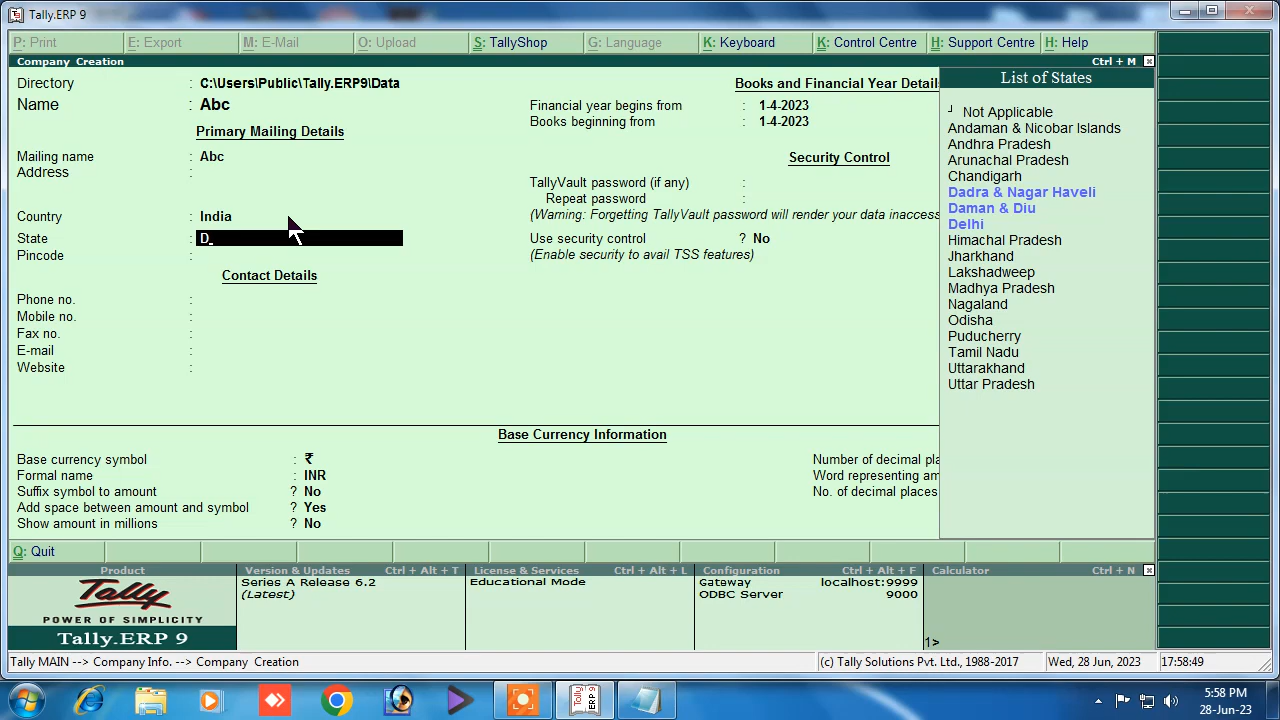 Tally.ERP 9
P: Print E: Export M: E-Mail O: Upload S: TallyShop G: Language K: Keyboard K: Control Centre H: Support Centre H: Help
Company Creation Ctrl + M
Directory : C:\Users\Public\Tally.ERP9\Data
Name : Abc
Primary Mailing Details
Mailing name : Abc
Address :
Country : India
State : D
Pincode :
Contact Details
Phone no. :
Mobile no. :
Fax no. :
E-mail :
Website :
Books and Financial Year Details
Financial year begins from : 1-4-2023
Books beginning from : 1-4-2023
Security Control
TallyVault password (if any) :
Repeat password :
(Warning: Forgetting TallyVault password will render your data inaccess
Use security control ? No
(Enable security to avail TSS features)
List of States
┘ Not Applicable
Andaman & Nicobar Islands
Andhra Pradesh
Arunachal Pradesh
Chandigarh
Dadra & Nagar Haveli
Daman & Diu
Delhi
Himachal Pradesh
Jharkhand
Lakshadweep
Madhya Pradesh
Nagaland
Odisha
Puducherry
Tamil Nadu
Uttarakhand
Uttar Pradesh
Base Currency Information
Base currency symbol : ₹
Formal name : INR
Suffix symbol to amount ? No
Add space between amount and symbol ? Yes
Show amount in millions ? No
Number of decimal pla
Word representing am
No. of decimal places
Q: Quit
Product
Tally
POWER OF SIMPLICITY
Tally.ERP 9
Version & Updates Ctrl + Alt + T
Series A Release 6.2
(Latest)
License & Services Ctrl + Alt + L
Educational Mode
Configuration Ctrl + Alt + F
Gateway localhost:9999
ODBC Server 9000
Calculator Ctrl + N
1>
Tally MAIN --> Company Info. --> Company Creation (c) Tally Solutions Pvt. Ltd., 1988-2017 Wed, 28 Jun, 2023 17:58:49
5:58 PM
28-Jun-23